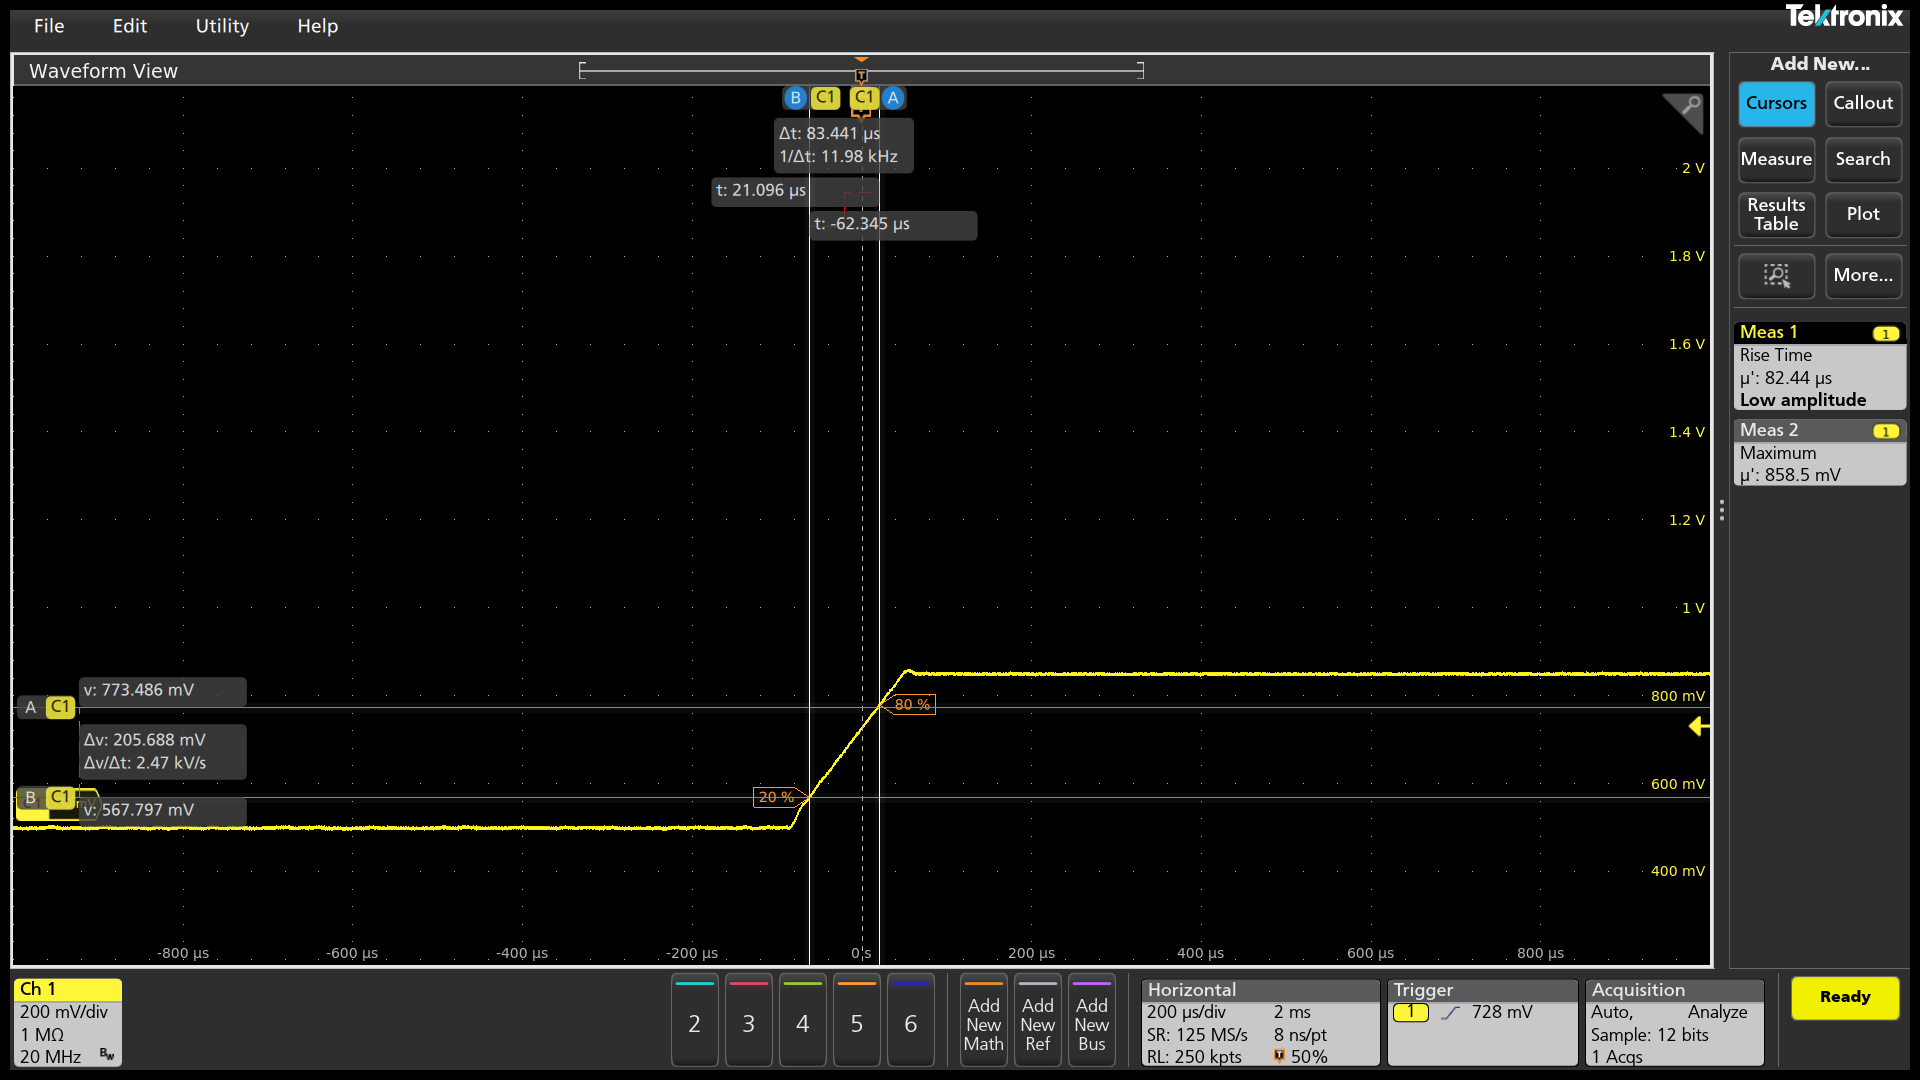 File Edit Utility Help
Tektronix
Waveform View
Add New...
T
B C1 C1 A
Cursors Callout
Δt: 83.441 µs
1/Δt: 11.98 kHz
Measure Search
2 V
t: 21.096 µs
Results Table
Plot
t: -62.345 µs
1.8 V
More...
Meas 1 1
Rise Time
µ': 82.44 µs
Low amplitude
1.6 V
Meas 2 1
Maximum
µ': 858.5 mV
1.4 V
1.2 V
1 V
v: 773.486 mV
A C1
800 mV
80 %
Δv: 205.688 mV
Δv/Δt: 2.47 kV/s
600 mV
B C1
20 %
v: 567.797 mV
400 mV
-800 µs -600 µs -400 µs -200 µs 0 s 200 µs 400 µs 600 µs 800 µs
Ch 1
200 mV/div
1 MΩ
20 MHz BW
2 3 4 5 6
Add New Math
Add New Ref
Add New Bus
Horizontal
200 µs/div 2 ms
SR: 125 MS/s 8 ns/pt
RL: 250 kpts T 50%
Trigger
1 728 mV
Acquisition
Auto, Analyze
Sample: 12 bits
1 Acqs
Ready